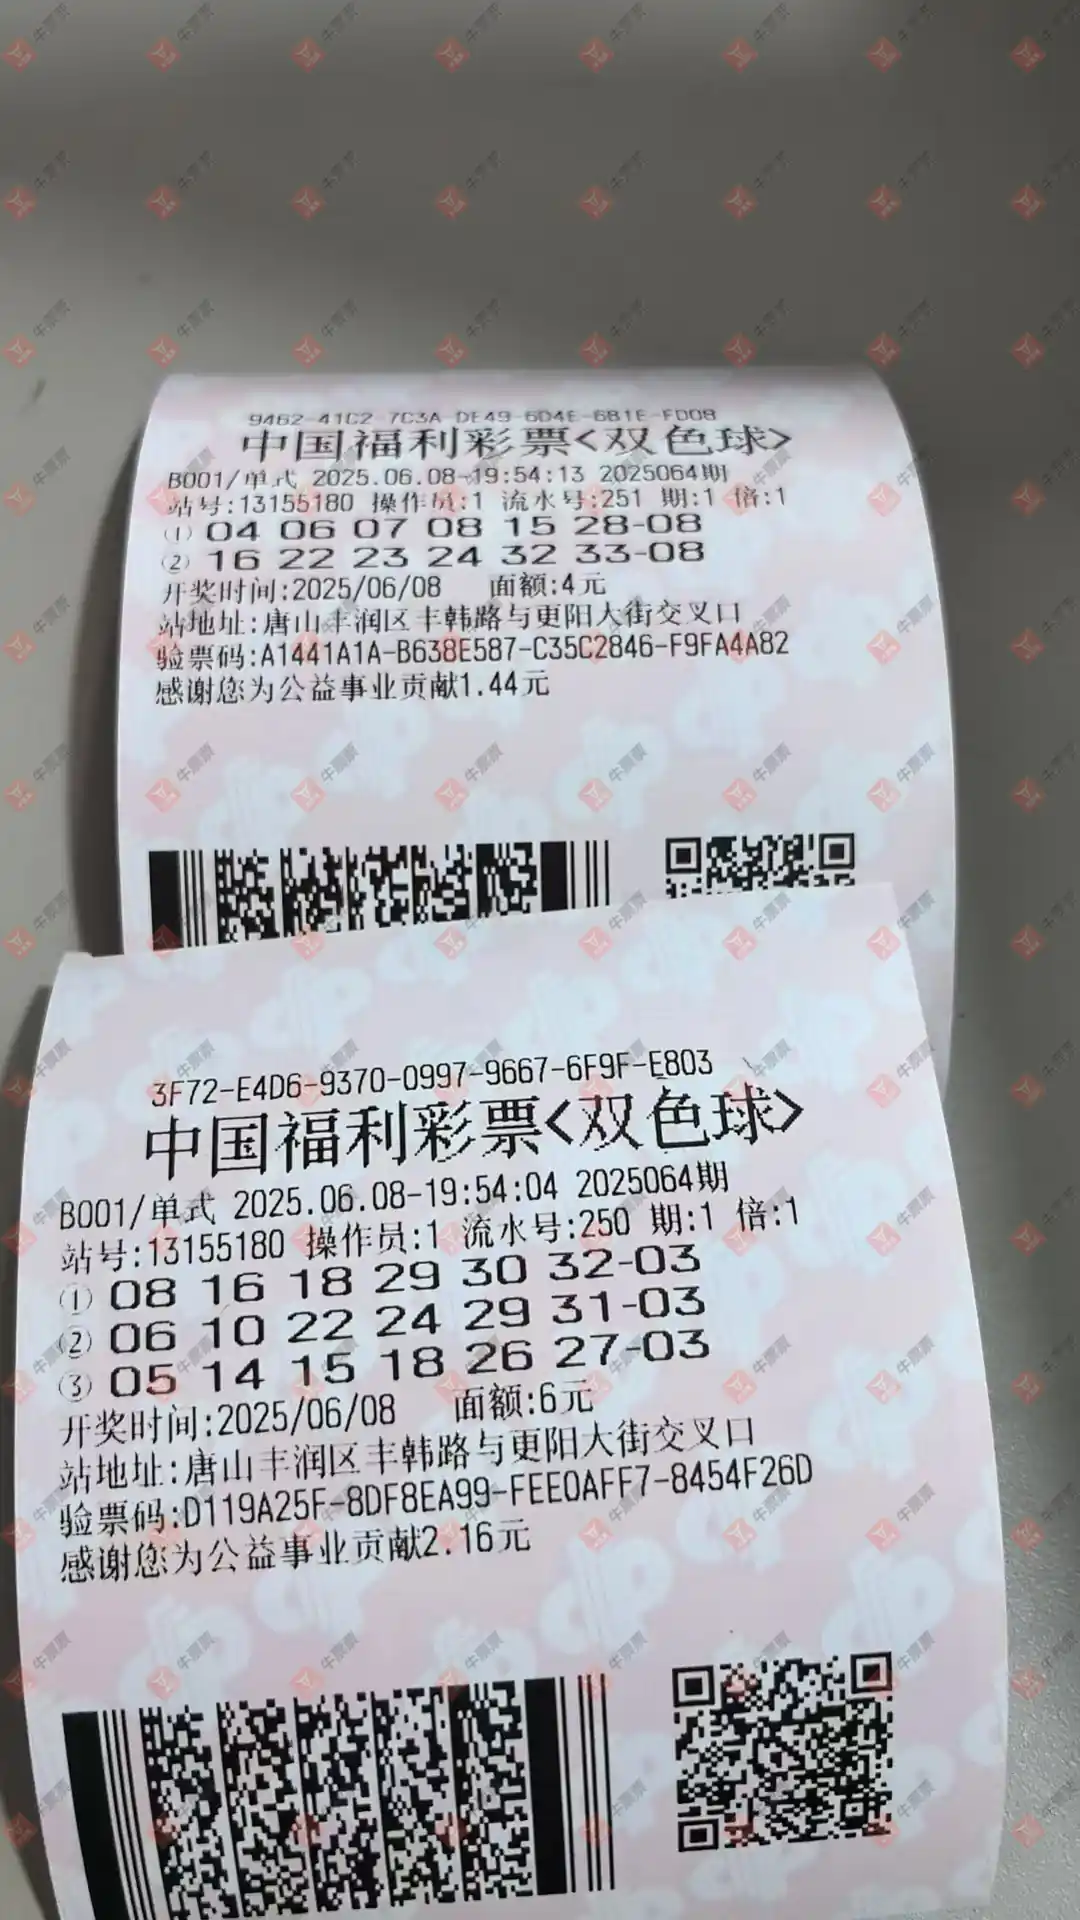 9462-41C2-7C3A-DE49-6D4E-6B1E-FD08
中国福利彩票<双色球>
B001/单式 2025.06.08-19:54:13 2025064期
站号:13155180 操作员:1 流水号:251 期:1 倍:1
① 04 06 07 08 15 28-08
② 16 22 23 24 32 33-08
开奖时间:2025/06/08 面额:4元
站地址:唐山丰润区丰韩路与更阳大街交叉口
验票码:A1441A1A-B638E587-C35C2846-F9FA4A82
感谢您为公益事业贡献1.44元
3F72-E4D6-9370-0997-9667-6F9F-E803
中国福利彩票<双色球>
B001/单式 2025.06.08-19:54:04 2025064期
站号:13155180 操作员:1 流水号:250 期:1 倍:1
① 08 16 18 29 30 32-03
② 06 10 22 24 29 31-03
③ 05 14 15 18 26 27-03
开奖时间:2025/06/08 面额:6元
站地址:唐山丰润区丰韩路与更阳大街交叉口
验票码:D119A25F-8DF8EA99-FEE0AFF7-8454F26D
感谢您为公益事业贡献2.16元
牛票票